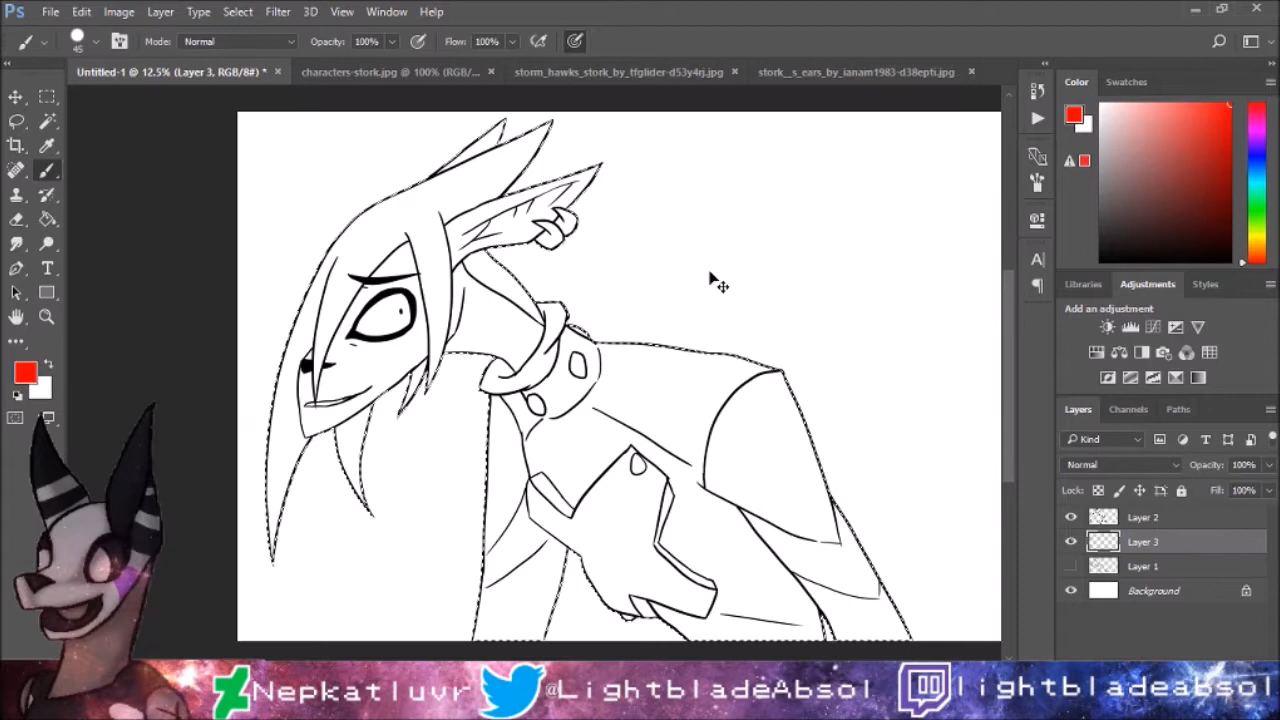 Ps File Edit Image Layer Type Select Filter 3D View Window Help
45 Mode: Normal Opacity: 100% Flow: 100%
Untitled-1 @ 12.5% (Layer 3, RGB/8#) * × characters-stork.jpg @ 100% (RGB/... × storm_hawks_stork_by_tfglider-d53y4rj.jpg × stork__s_ears_by_ianam1983-d38epti.jpg ×
Color Swatches
Libraries Adjustments Styles
Add an adjustment
Layers Channels Paths
Kind
Normal Opacity: 100%
Lock: Fill: 100%
Layer 2
Layer 3
Layer 1
Background
Nepkatluvr @LightbladeAbsol lightbladeabsol